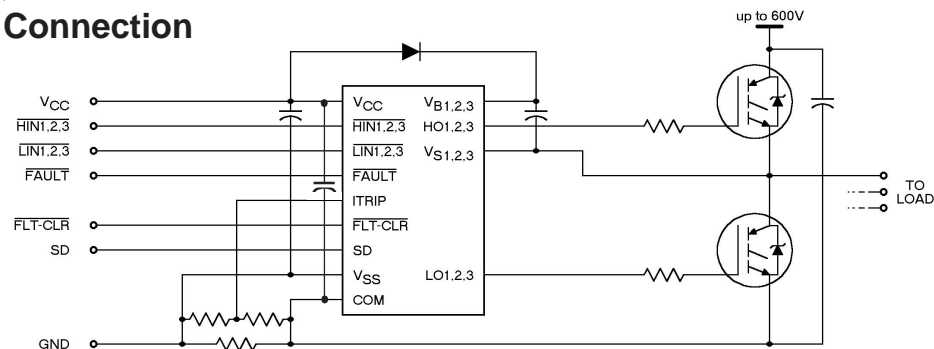 Connection
up to 600V
VCC
HIN1,2,3
LIN1,2,3
FAULT
FLT-CLR
SD
GND
VCC
HIN1,2,3
LIN1,2,3
FAULT
ITRIP
FLT-CLR
SD
VSS
COM
VB1,2,3
HO1,2,3
VS1,2,3
LO1,2,3
TO
LOAD